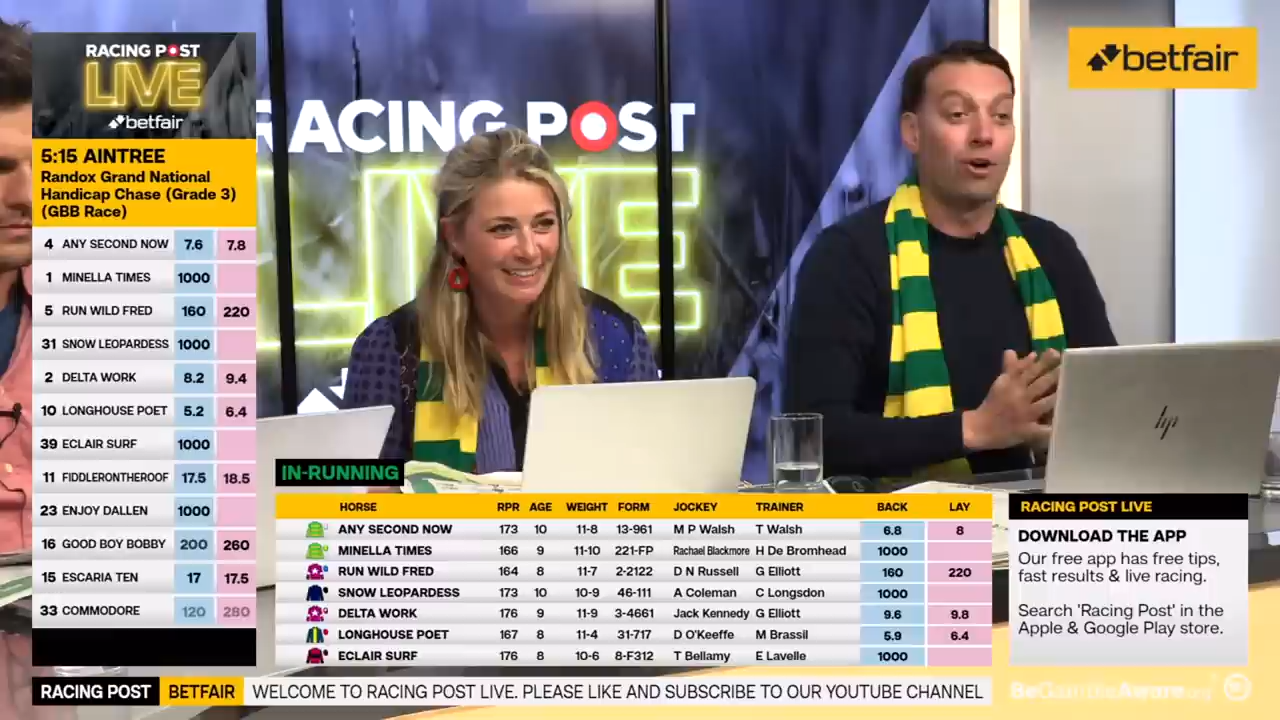 RACING POST
LIVE
betfair
5:15 AINTREE
Randox Grand National
Handicap Chase (Grade 3)
(GBB Race)
4 ANY SECOND NOW 7.6 7.8
1 MINELLA TIMES 1000
5 RUN WILD FRED 160 220
31 SNOW LEOPARDESS 1000
2 DELTA WORK 8.2 9.4
10 LONGHOUSE POET 5.2 6.4
39 ECLAIR SURF 1000
11 FIDDLERONTHEROOF 17.5 18.5
23 ENJOY DALLEN 1000
16 GOOD BOY BOBBY 200 260
15 ESCARIA TEN 17 17.5
33 COMMODORE 120 280
RACING POST
LIVE
betfair
hp
IN-RUNNING
HORSE RPR AGE WEIGHT FORM JOCKEY TRAINER BACK LAY
ANY SECOND NOW 173 10 11-8 13-961 M P Walsh T Walsh 6.8 8
MINELLA TIMES 166 9 11-10 221-FP Rachael Blackmore H De Bromhead 1000
RUN WILD FRED 164 8 11-7 2-2122 D N Russell G Elliott 160 220
SNOW LEOPARDESS 173 10 10-9 46-111 A Coleman C Longsdon 1000
DELTA WORK 176 9 11-9 3-4661 Jack Kennedy G Elliott 9.6 9.8
LONGHOUSE POET 167 8 11-4 31-717 D O'Keeffe M Brassil 5.9 6.4
ECLAIR SURF 176 8 10-6 8-F312 T Bellamy E Lavelle 1000
RACING POST LIVE
DOWNLOAD THE APP
Our free app has free tips,
fast results & live racing.
Search 'Racing Post' in the
Apple & Google Play store.
RACING POST BETFAIR WELCOME TO RACING POST LIVE. PLEASE LIKE AND SUBSCRIBE TO OUR YOUTUBE CHANNEL
BeGambleAware.org